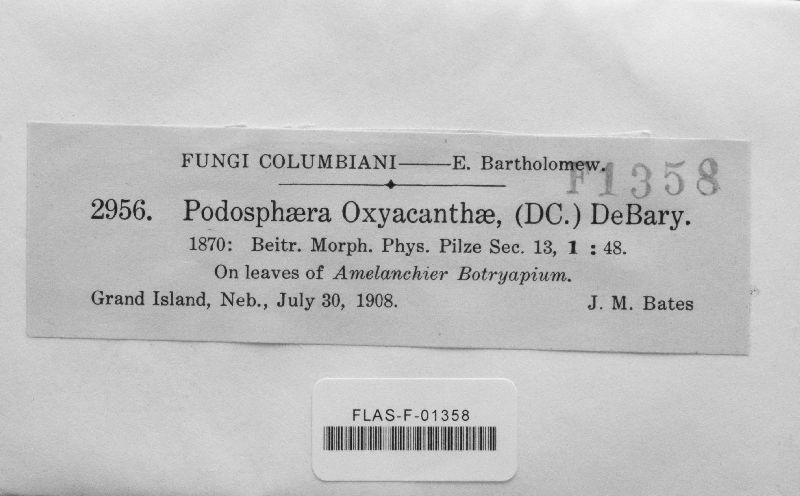 FUNGI COLUMBIANI——E. Bartholomew.
F1358
2956. Podosphæra Oxyacanthæ, (DC.) DeBary.
1870: Beitr. Morph. Phys. Pilze Sec. 13, 1 : 48.
On leaves of Amelanchier Botryapium.
Grand Island, Neb., July 30, 1908. J. M. Bates
FLAS-F-01358